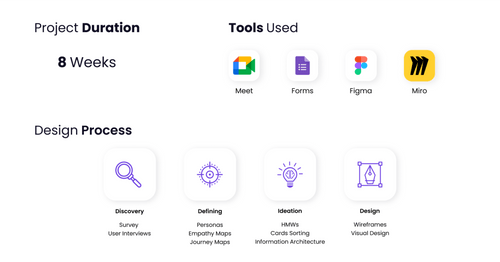 Project Duration
Tools Used
8 Weeks
Meet
Forms
Figma
Miro
Design Process
Discovery
Survey
User Interviews
Defining
Personas
Empathy Maps
Journey Maps
Ideation
HMWs
Cards Sorting
Information Architecture
Design
Wireframes
Visual Design